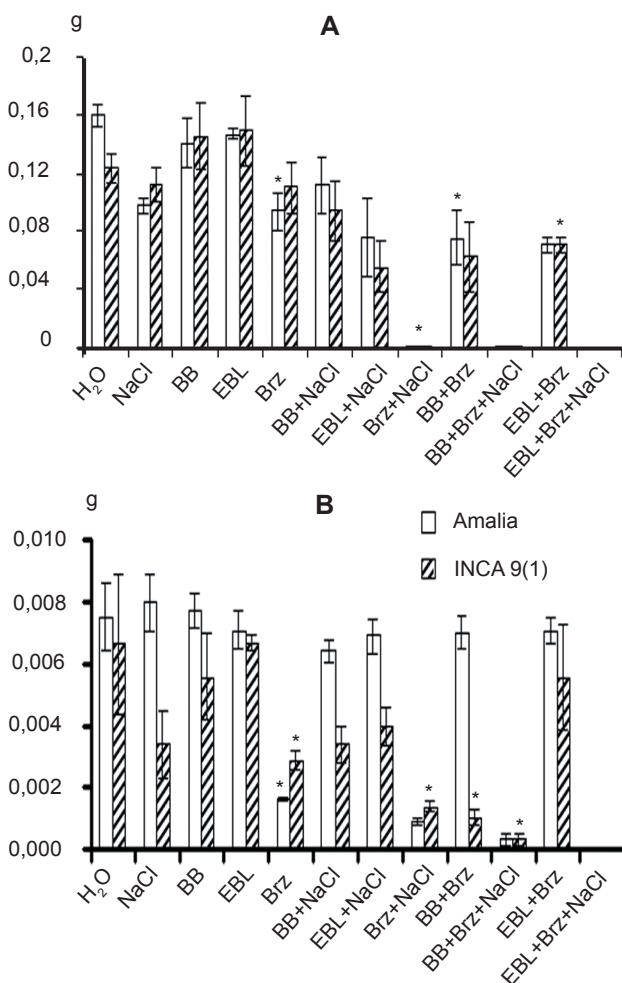 g
A
0,2
0,16
0,12
0,08
0,04
0
*
*
*
*
H₂O
NaCl
BB
EBL
Brz
BB+NaCl
EBL+NaCl
Brz+NaCl
BB+Brz
BB+Brz+NaCl
EBL+Brz
EBL+Brz+NaCl
g
B
Amalia
INCA 9(1)
0,010
0,008
0,006
0,004
0,002
0,000
*
*
*
*
*
H₂O
NaCl
BB
EBL
Brz
BB+NaCl
EBL+NaCl
Brz+NaCl
BB+Brz
BB+Brz+NaCl
EBL+Brz
EBL+Brz+NaCl